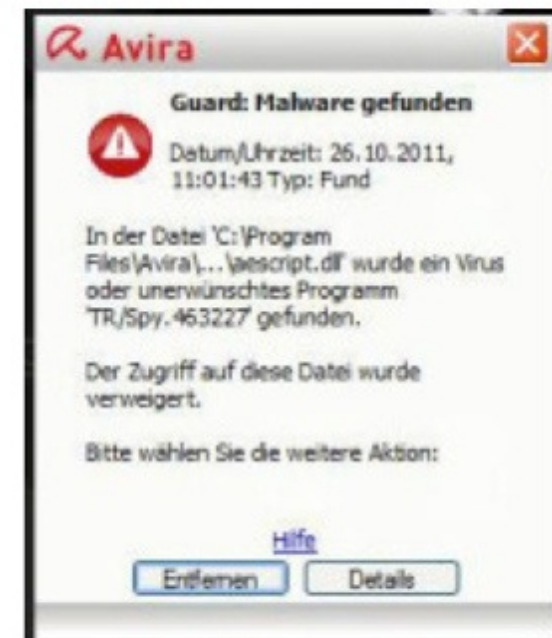 Avira
Guard: Malware gefunden
Datum/Uhrzeit: 26.10.2011,
11:01:43 Typ: Fund
In der Datei 'C:\Program
Files\Avira\...\aescript.dll' wurde ein Virus
oder unerwünschtes Programm
'TR/Spy.463227' gefunden.
Der Zugriff auf diese Datei wurde
verweigert.
Bitte wählen Sie die weitere Aktion:
Hilfe
Entfernen Details